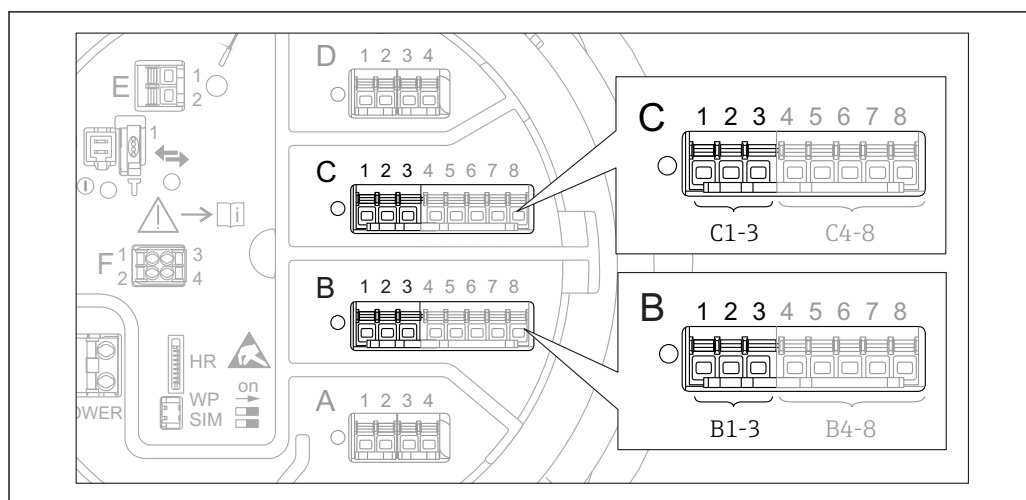 D 1 2 3 4
E 1
2
1
C 1 2 3 4 5 6 7 8
i
F 1 3
2 4
B 1 2 3 4 5 6 7 8
HR
WP on
SIM
OWER
A 1 2 3 4
C 1 2 3 4 5 6 7 8
C1-3 C4-8
B 1 2 3 4 5 6 7 8
B1-3 B4-8